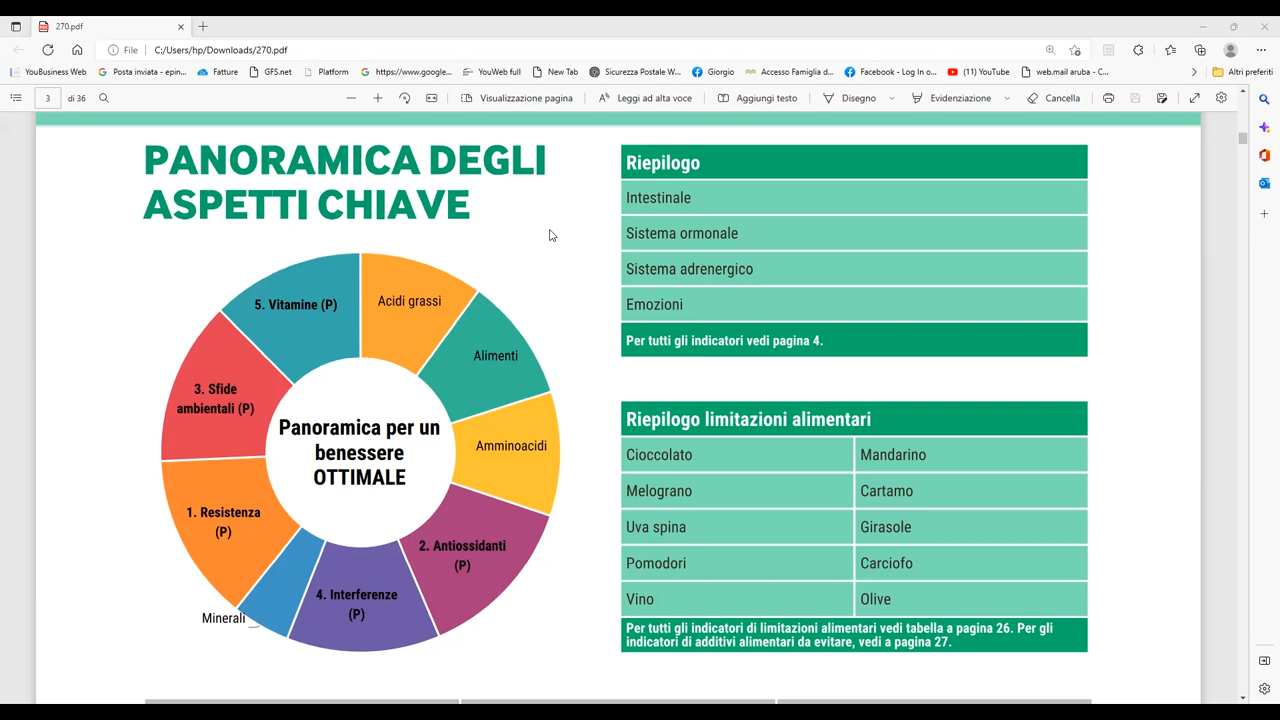 270.pdf
File
C:/Users/hp/Downloads/270.pdf
YouBusiness Web
Posta inviata - epin...
Fatture
GFS.net
Platform
https://www.google...
YouWeb full
New Tab
Sicurezza Postale W...
Giorgio
Accesso Famiglia d...
Facebook - Log In o...
(11) YouTube
web.mail aruba - C...
Altri preferiti
3
di 36
Visualizzazione pagina
Leggi ad alta voce
Aggiungi testo
Disegno
Evidenziazione
Cancella
PANORAMICA DEGLI
ASPETTI CHIAVE
5. Vitamine (P)
Acidi grassi
Alimenti
3. Sfide
ambientali (P)
Panoramica per un
benessere
OTTIMALE
Amminoacidi
1. Resistenza
(P)
2. Antiossidanti
(P)
4. Interferenze
(P)
Minerali
Riepilogo
Intestinale
Sistema ormonale
Sistema adrenergico
Emozioni
Per tutti gli indicatori vedi pagina 4.
Riepilogo limitazioni alimentari
Cioccolato
Mandarino
Melograno
Cartamo
Uva spina
Girasole
Pomodori
Carciofo
Vino
Olive
Per tutti gli indicatori di limitazioni alimentari vedi tabella a pagina 26. Per gli
indicatori di additivi alimentari da evitare, vedi a pagina 27.